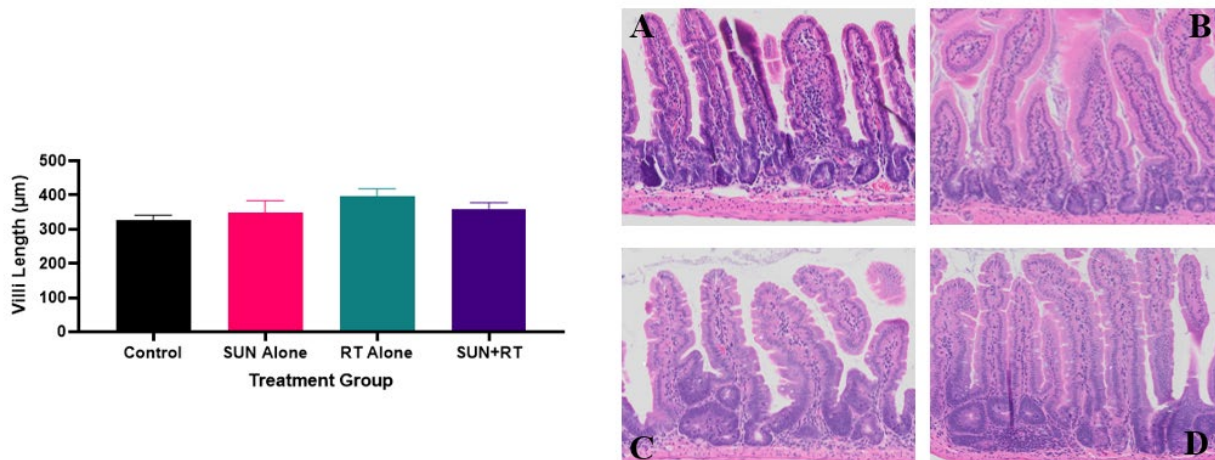 Villi Length (µm)
500
400
300
200
100
0
Control SUN Alone RT Alone SUN+RT
Treatment Group
A
B
C
D